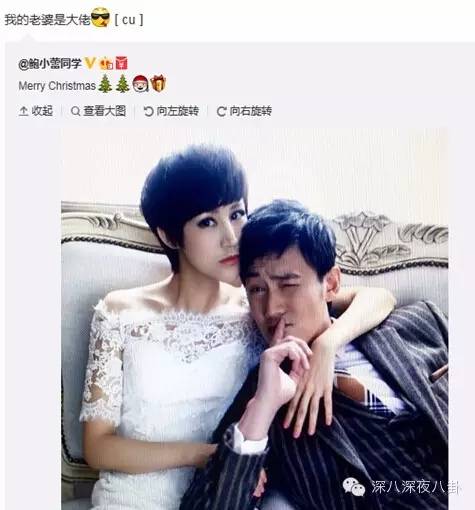 我的老婆是大佬 [ cu ]
@鲍小蕾同学
Merry Christmas
收起 | 查看大图 向左旋转 向右旋转
深八深夜八卦